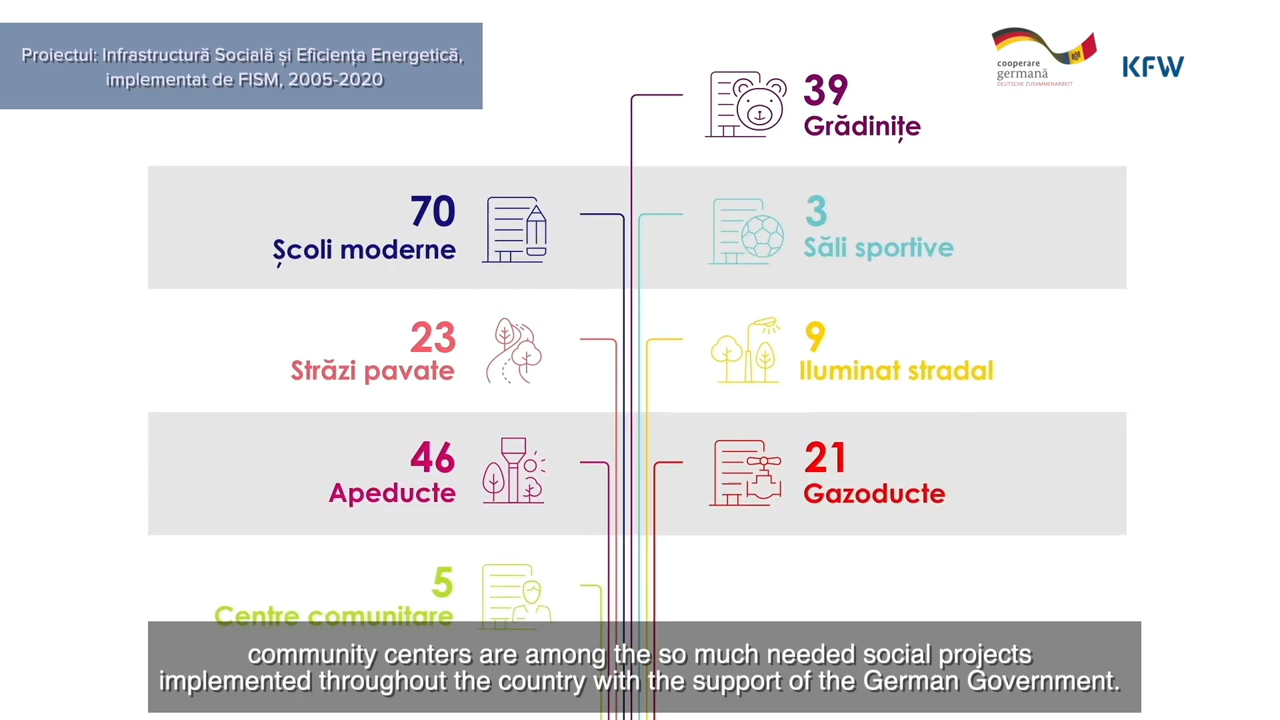 Proiectul: Infrastructură Socială și Eficiența Energetică,
implementat de FISM, 2005-2020
cooperare
germană
DEUTSCHE ZUSAMMENARBEIT
KFW
39
Grădinițe
70
Școli moderne
3
Săli sportive
23
Străzi pavate
9
Iluminat stradal
46
Apeducte
21
Gazoducte
5
Centre comunitare
community centers are among the so much needed social projects
implemented throughout the country with the support of the German Government.